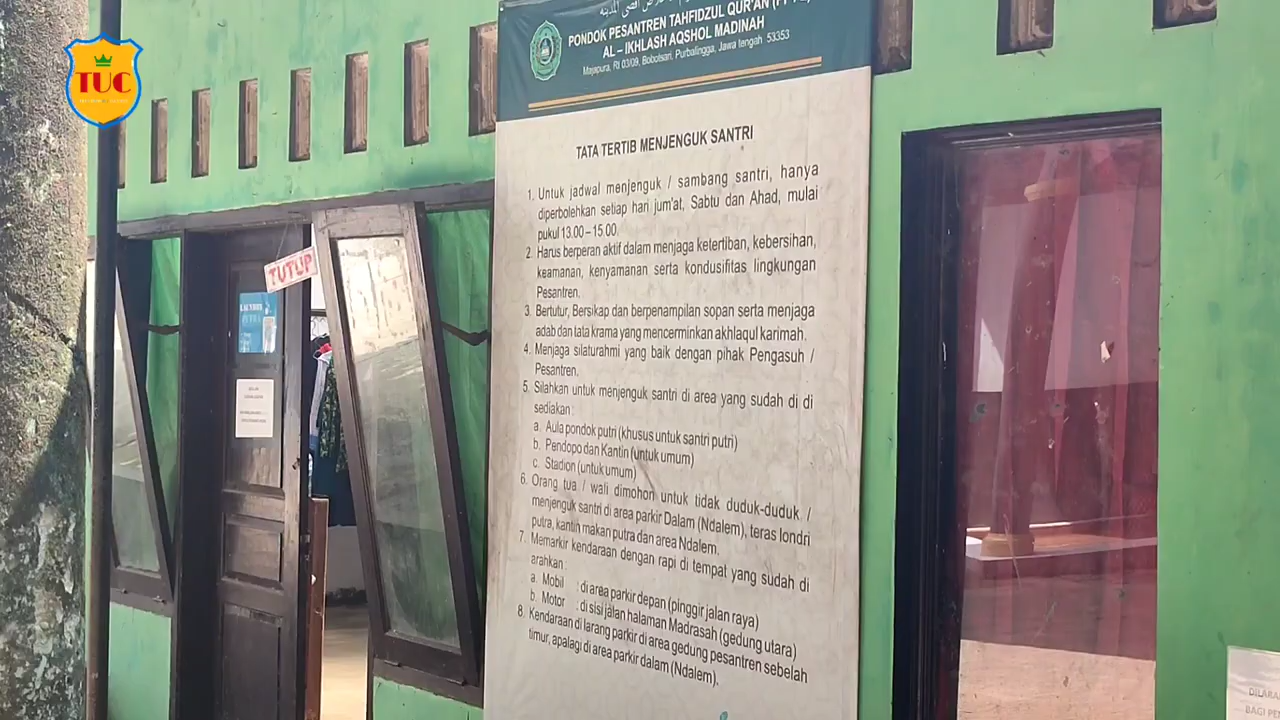 TUC
PONDOK PESANTREN TAHFIDZUL QUR'AN
AL – IKHLASH AQSHOL MADINAH
Majapura, Rt 03/09, Bobotsari, Purbalingga, Jawa tengah 53353
TATA TERTIB MENJENGUK SANTRI
1. Untuk jadwal menjenguk / sambang santri, hanya
diperbolehkan setiap hari jum'at, Sabtu dan Ahad, mulai
pukul 13.00 – 15.00.
2. Harus berperan aktif dalam menjaga ketertiban, kebersihan,
keamanan, kenyamanan serta kondusifitas lingkungan
Pesantren.
3. Bertutur, Bersikap dan berpenampilan sopan serta menjaga
adab dan tata krama yang mencerminkan akhlaqul karimah.
4. Menjaga silaturahmi yang baik dengan pihak Pengasuh /
Pesantren.
5. Silahkan untuk menjenguk santri di area yang sudah di di
sediakan :
a. Aula pondok putri (khusus untuk santri putri)
b. Pendopo dan Kantin (untuk umum)
c. Stadion (untuk umum)
6. Orang tua / wali dimohon untuk tidak duduk-duduk /
menjenguk santri di area parkir Dalam (Ndalem), teras londri
putra, kantin makan putra dan area Ndalem.
7. Memarkir kendaraan dengan rapi di tempat yang sudah di
arahkan :
a. Mobil : di area parkir depan (pinggir jalan raya)
b. Motor : di sisi jalan halaman Madrasah (gedung utara)
8. Kendaraan di larang parkir di area gedung pesantren sebelah
timur, apalagi di area parkir dalam (Ndalem).
TUTUP